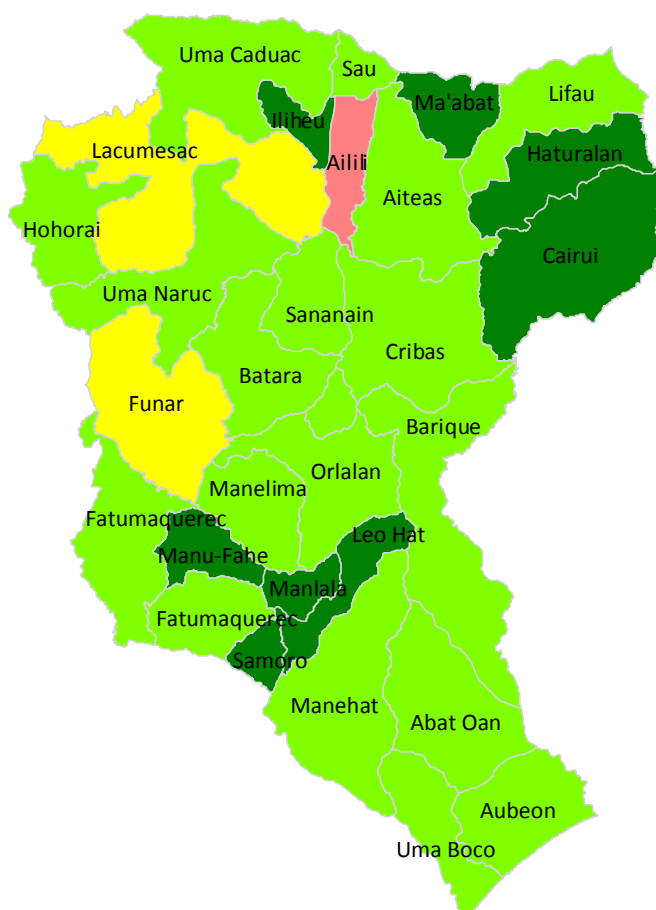 Uma Caduac
Sau
Ma'abat
Lifau
Iliheu
Lacumesac
Ailili
Haturalan
Aiteas
Hohorai
Cairui
Uma Naruc
Sananain
Cribas
Batara
Funar
Barique
Orlalan
Manelima
Fatumaquerec
Leo Hat
Manu-Fahe
Manlala
Fatumaquerec
Samoro
Manehat
Abat Oan
Aubeon
Uma Boco